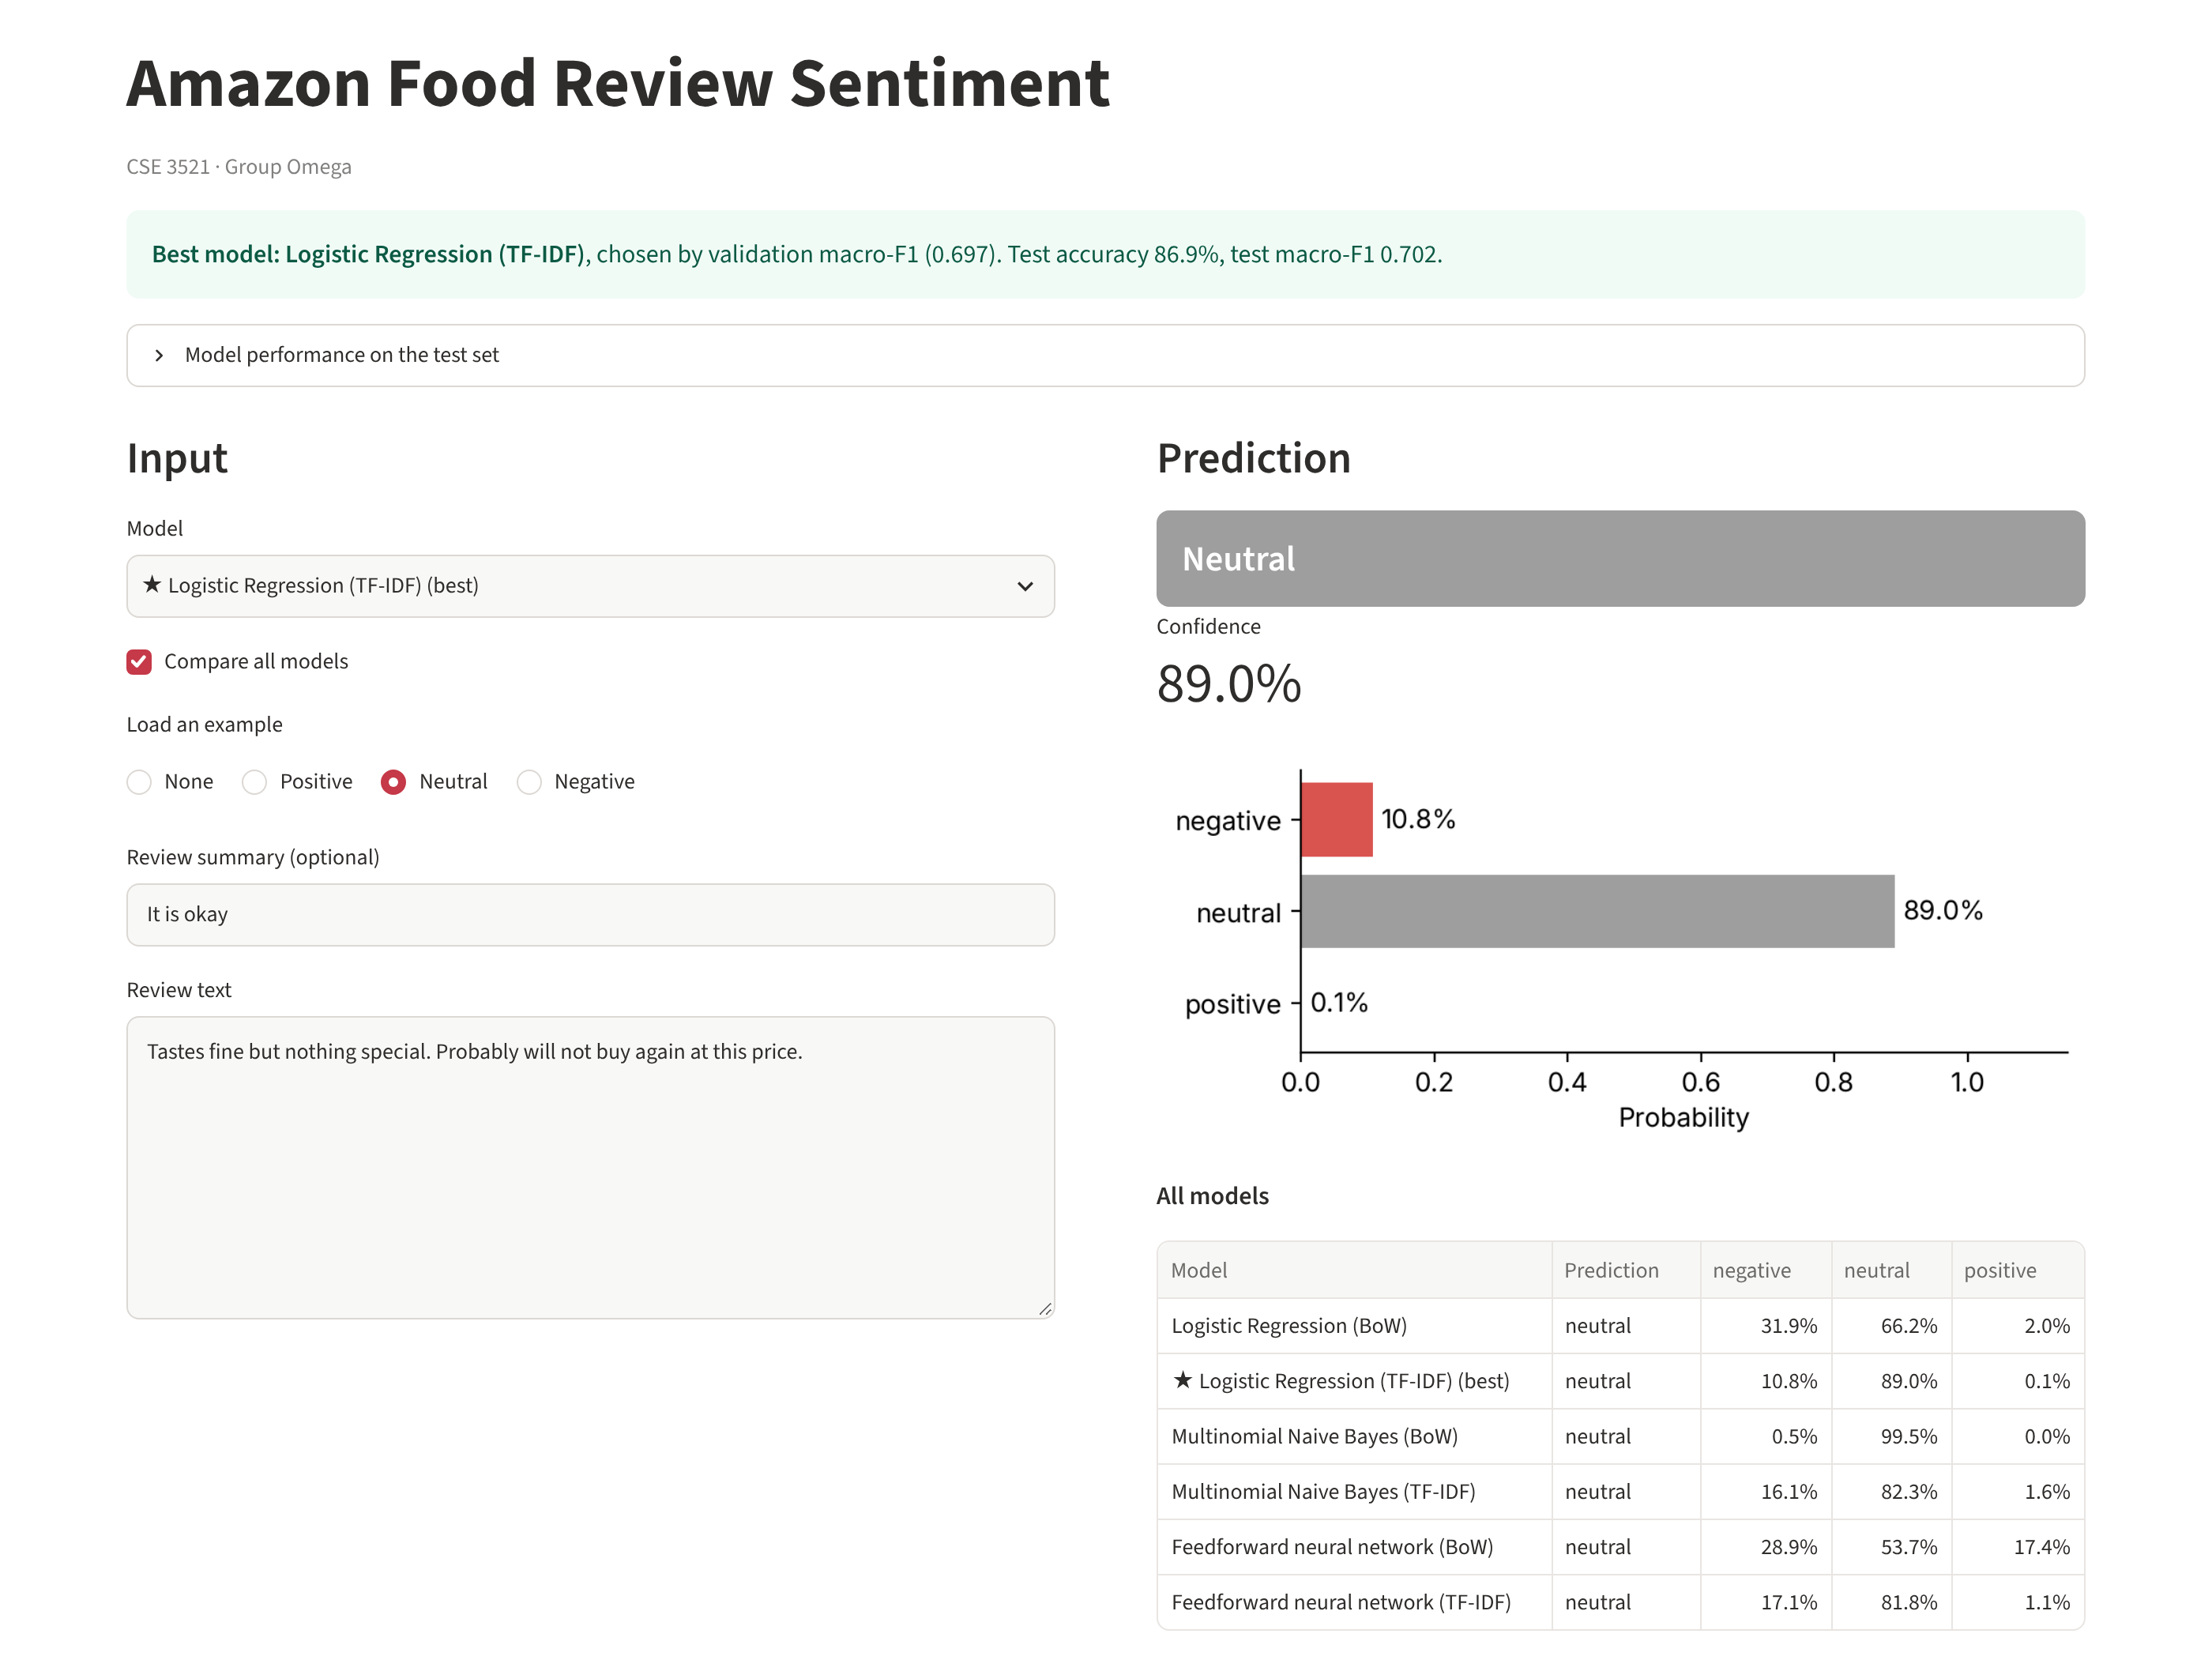 Amazon Food Review Sentiment
CSE 3521 · Group Omega
Best model: Logistic Regression (TF-IDF), chosen by validation macro-F1 (0.697). Test accuracy 86.9%, test macro-F1 0.702.
Model performance on the test set
Input
Model
★ Logistic Regression (TF-IDF) (best)
Compare all models
Load an example
None Positive Neutral Negative
Review summary (optional)
It is okay
Review text
Tastes fine but nothing special. Probably will not buy again at this price.
Prediction
Neutral
Confidence
89.0%
negative 10.8%
neutral 89.0%
positive 0.1%
0.0 0.2 0.4 0.6 0.8 1.0
Probability
All models
Model Prediction negative neutral positive
Logistic Regression (BoW) neutral 31.9% 66.2% 2.0%
★ Logistic Regression (TF-IDF) (best) neutral 10.8% 89.0% 0.1%
Multinomial Naive Bayes (BoW) neutral 0.5% 99.5% 0.0%
Multinomial Naive Bayes (TF-IDF) neutral 16.1% 82.3% 1.6%
Feedforward neural network (BoW) neutral 28.9% 53.7% 17.4%
Feedforward neural network (TF-IDF) neutral 17.1% 81.8% 1.1%